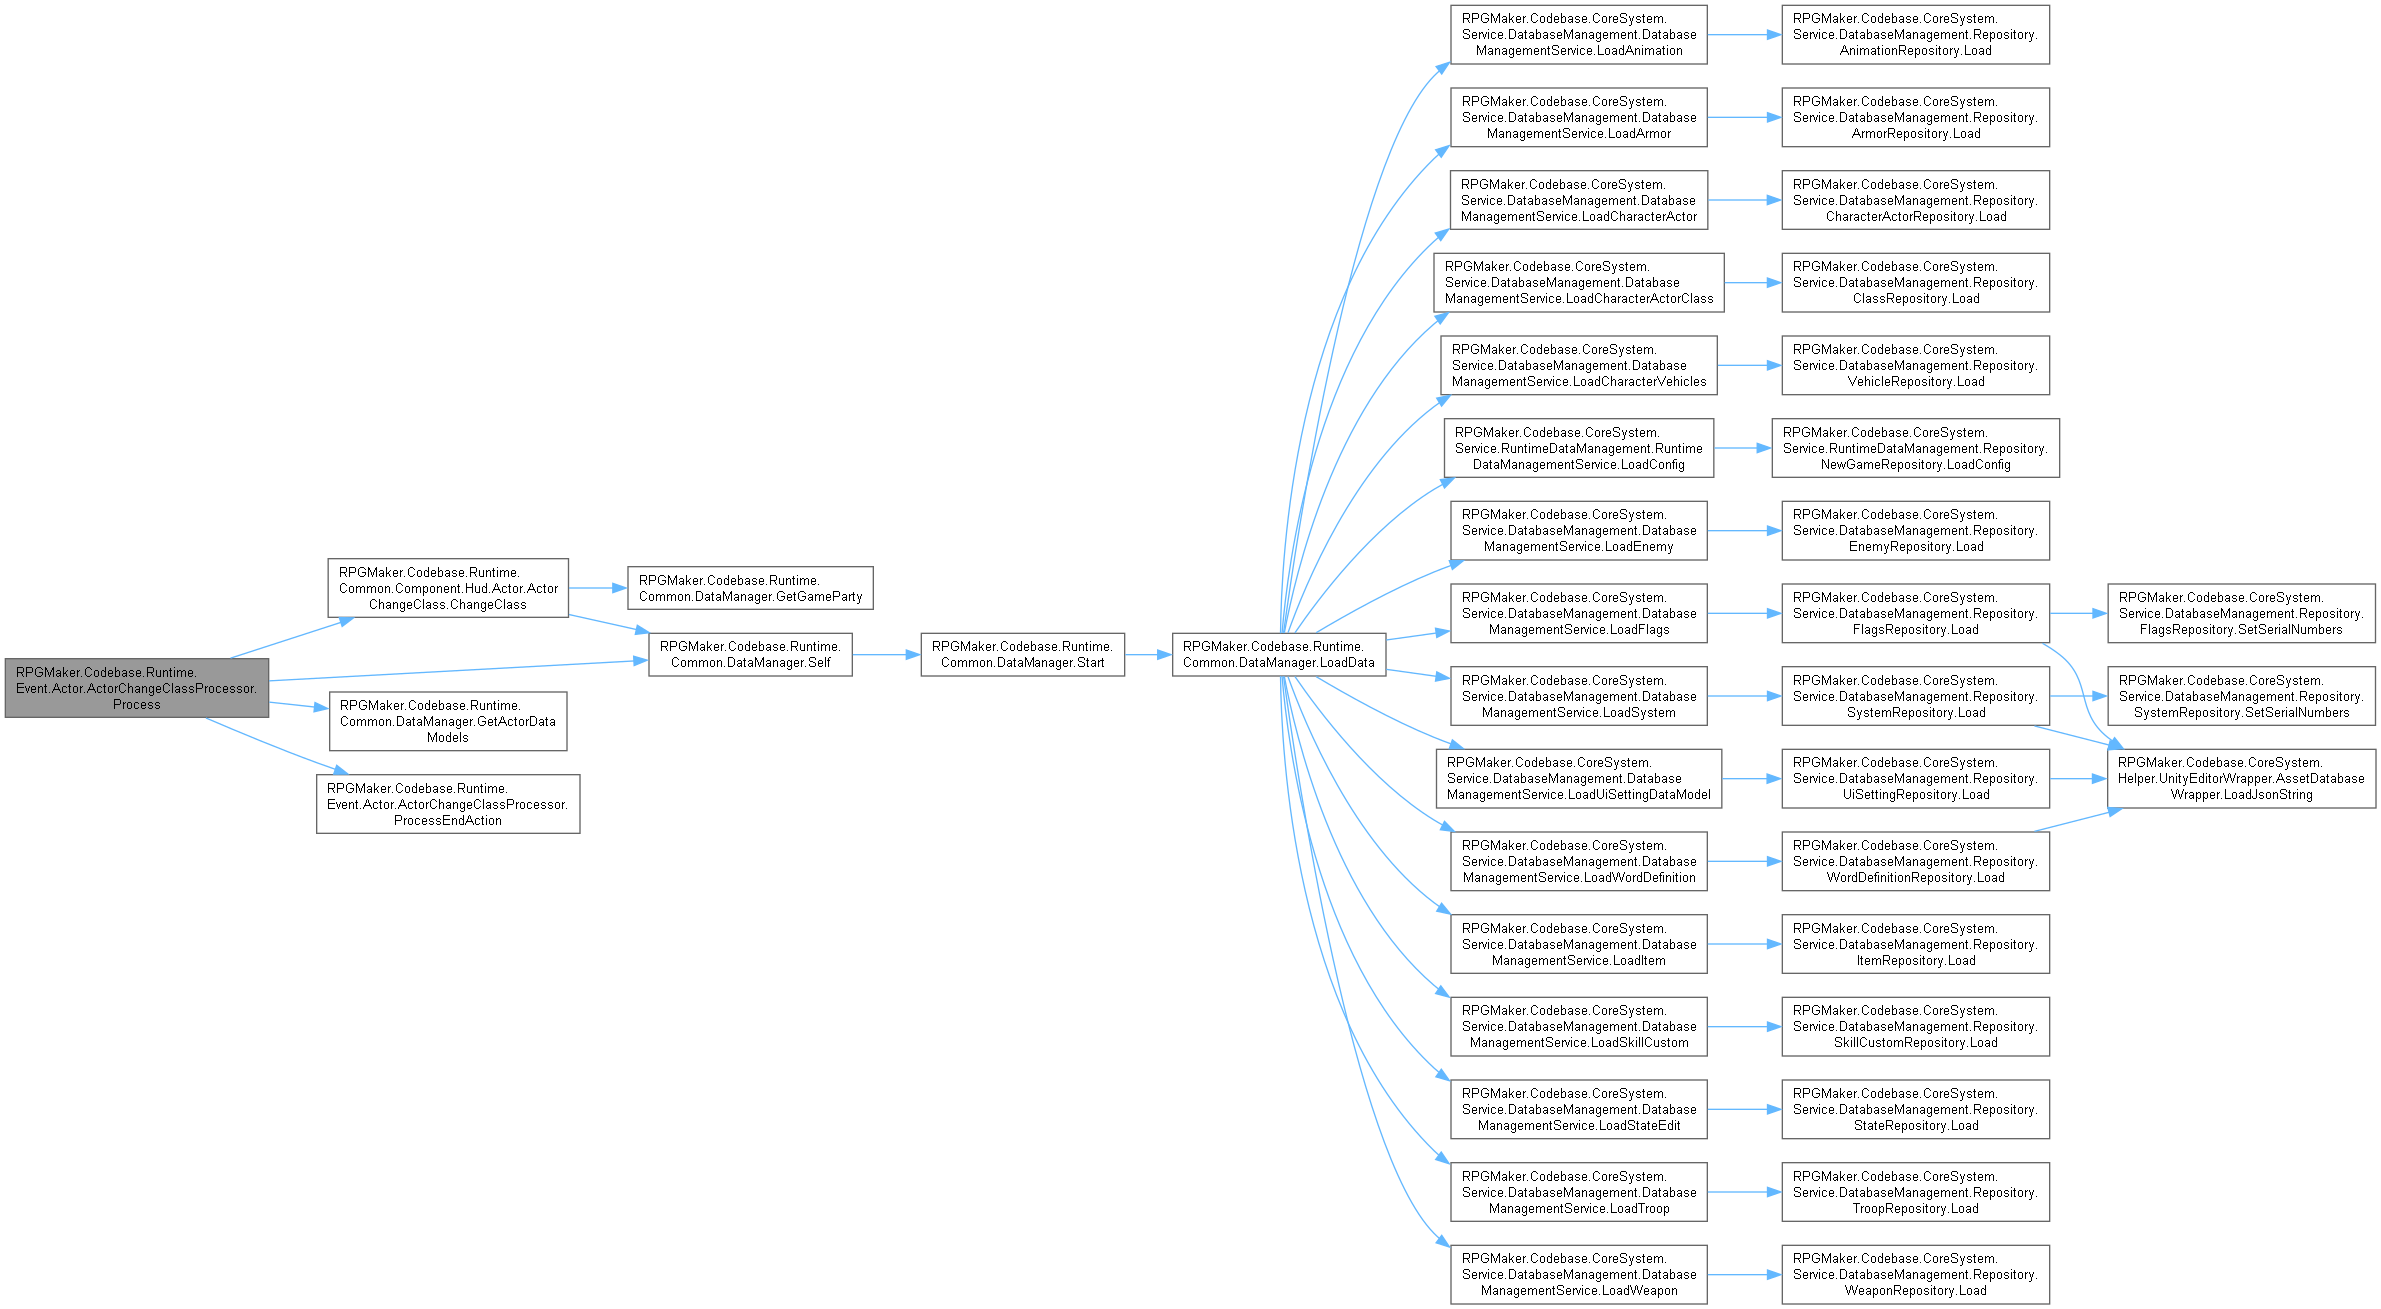 RPGMaker.Codebase.Runtime.
Event.Actor.ActorChangeClassProcessor.
Process
RPGMaker.Codebase.Runtime.
Common.Component.Hud.Actor.Actor
ChangeClass.ChangeClass
RPGMaker.Codebase.Runtime.
Common.DataManager.GetActorData
Models
RPGMaker.Codebase.Runtime.
Event.Actor.ActorChangeClassProcessor.
ProcessEndAction
RPGMaker.Codebase.Runtime.
Common.DataManager.GetGameParty
RPGMaker.Codebase.Runtime.
Common.DataManager.Self
RPGMaker.Codebase.Runtime.
Common.DataManager.Start
RPGMaker.Codebase.Runtime.
Common.DataManager.LoadData
RPGMaker.Codebase.CoreSystem.
Service.DatabaseManagement.Database
ManagementService.LoadAnimation
RPGMaker.Codebase.CoreSystem.
Service.DatabaseManagement.Repository.
AnimationRepository.Load
RPGMaker.Codebase.CoreSystem.
Service.DatabaseManagement.Database
ManagementService.LoadArmor
RPGMaker.Codebase.CoreSystem.
Service.DatabaseManagement.Repository.
ArmorRepository.Load
RPGMaker.Codebase.CoreSystem.
Service.DatabaseManagement.Database
ManagementService.LoadCharacterActor
RPGMaker.Codebase.CoreSystem.
Service.DatabaseManagement.Repository.
CharacterActorRepository.Load
RPGMaker.Codebase.CoreSystem.
Service.DatabaseManagement.Database
ManagementService.LoadCharacterActorClass
RPGMaker.Codebase.CoreSystem.
Service.DatabaseManagement.Repository.
ClassRepository.Load
RPGMaker.Codebase.CoreSystem.
Service.DatabaseManagement.Database
ManagementService.LoadCharacterVehicles
RPGMaker.Codebase.CoreSystem.
Service.DatabaseManagement.Repository.
VehicleRepository.Load
RPGMaker.Codebase.CoreSystem.
Service.RuntimeDataManagement.Runtime
DataManagementService.LoadConfig
RPGMaker.Codebase.CoreSystem.
Service.RuntimeDataManagement.Repository.
NewGameRepository.LoadConfig
RPGMaker.Codebase.CoreSystem.
Service.DatabaseManagement.Database
ManagementService.LoadEnemy
RPGMaker.Codebase.CoreSystem.
Service.DatabaseManagement.Repository.
EnemyRepository.Load
RPGMaker.Codebase.CoreSystem.
Service.DatabaseManagement.Database
ManagementService.LoadFlags
RPGMaker.Codebase.CoreSystem.
Service.DatabaseManagement.Repository.
FlagsRepository.Load
RPGMaker.Codebase.CoreSystem.
Service.DatabaseManagement.Repository.
FlagsRepository.SetSerialNumbers
RPGMaker.Codebase.CoreSystem.
Service.DatabaseManagement.Database
ManagementService.LoadSystem
RPGMaker.Codebase.CoreSystem.
Service.DatabaseManagement.Repository.
SystemRepository.Load
RPGMaker.Codebase.CoreSystem.
Service.DatabaseManagement.Repository.
SystemRepository.SetSerialNumbers
RPGMaker.Codebase.CoreSystem.
Service.DatabaseManagement.Database
ManagementService.LoadUiSettingDataModel
RPGMaker.Codebase.CoreSystem.
Service.DatabaseManagement.Repository.
UiSettingRepository.Load
RPGMaker.Codebase.CoreSystem.
Helper.UnityEditorWrapper.AssetDatabase
Wrapper.LoadJsonString
RPGMaker.Codebase.CoreSystem.
Service.DatabaseManagement.Database
ManagementService.LoadWordDefinition
RPGMaker.Codebase.CoreSystem.
Service.DatabaseManagement.Repository.
WordDefinitionRepository.Load
RPGMaker.Codebase.CoreSystem.
Service.DatabaseManagement.Database
ManagementService.LoadItem
RPGMaker.Codebase.CoreSystem.
Service.DatabaseManagement.Repository.
ItemRepository.Load
RPGMaker.Codebase.CoreSystem.
Service.DatabaseManagement.Database
ManagementService.LoadSkillCustom
RPGMaker.Codebase.CoreSystem.
Service.DatabaseManagement.Repository.
SkillCustomRepository.Load
RPGMaker.Codebase.CoreSystem.
Service.DatabaseManagement.Database
ManagementService.LoadStateEdit
RPGMaker.Codebase.CoreSystem.
Service.DatabaseManagement.Repository.
StateRepository.Load
RPGMaker.Codebase.CoreSystem.
Service.DatabaseManagement.Database
ManagementService.LoadTroop
RPGMaker.Codebase.CoreSystem.
Service.DatabaseManagement.Repository.
TroopRepository.Load
RPGMaker.Codebase.CoreSystem.
Service.DatabaseManagement.Database
ManagementService.LoadWeapon
RPGMaker.Codebase.CoreSystem.
Service.DatabaseManagement.Repository.
WeaponRepository.Load